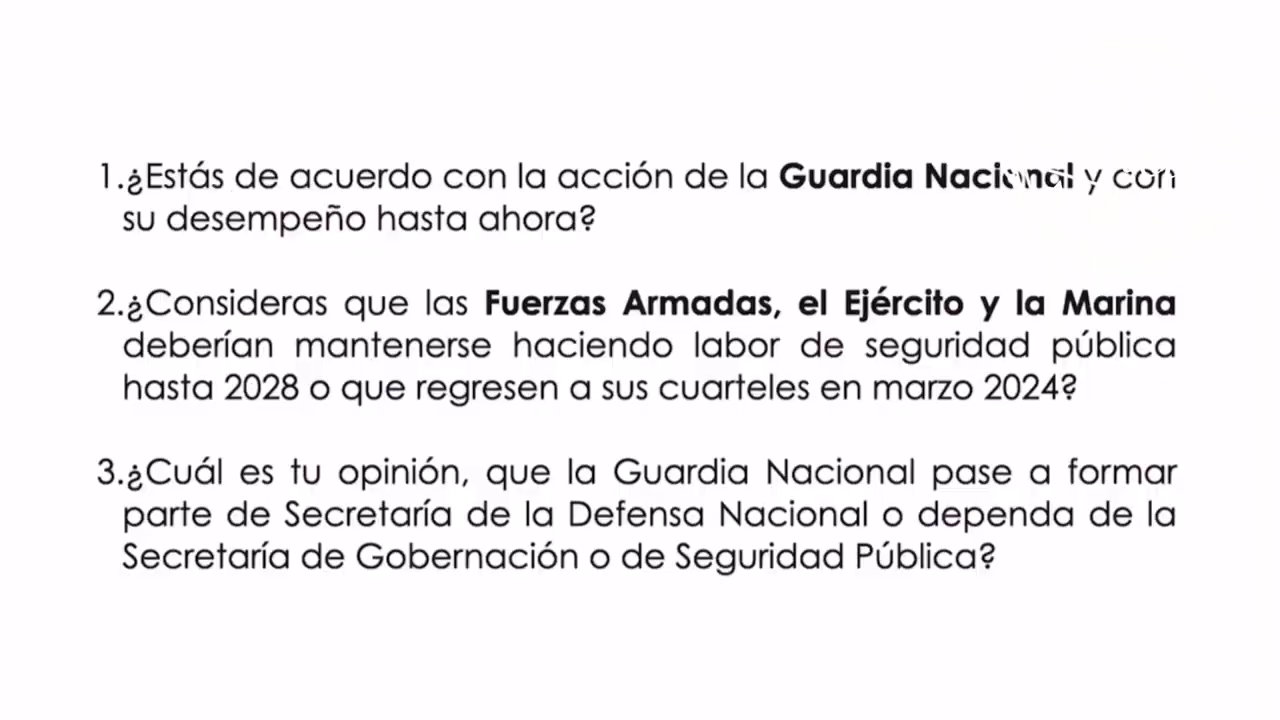 1.¿Estás de acuerdo con la acción de la Guardia Nacional y con
su desempeño hasta ahora?
2.¿Consideras que las Fuerzas Armadas, el Ejército y la Marina
deberían mantenerse haciendo labor de seguridad pública
hasta 2028 o que regresen a sus cuarteles en marzo 2024?
3.¿Cuál es tu opinión, que la Guardia Nacional pase a formar
parte de Secretaría de la Defensa Nacional o dependa de la
Secretaría de Gobernación o de Seguridad Pública?